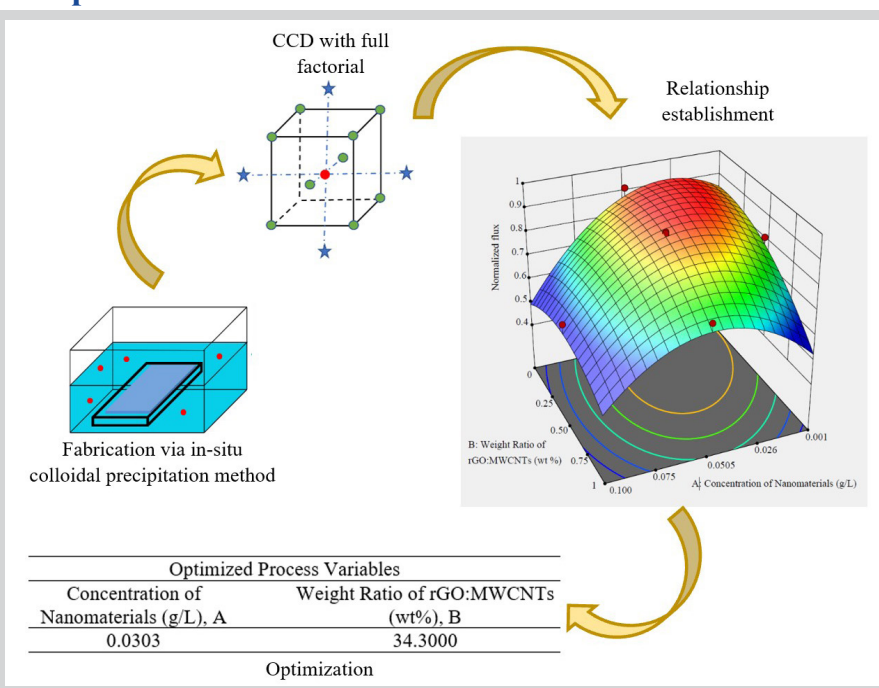 CCD with full
factorial
Relationship
establishment
Normalized flux
1
0.9
0.8
0.7
0.6
0.5
0.4
0
0.25
0.50
0.75
1
B: Weight Ratio of
rGO:MWCNTs (wt %)
0.001
0.026
0.0505
0.075
0.100
A: Concentration of Nanomaterials (g/L)
Fabrication via in-situ
colloidal precipitation method
Optimized Process Variables
Concentration of
Nanomaterials (g/L), A
Weight Ratio of rGO:MWCNTs
(wt%), B
0.0303
34.3000
Optimization